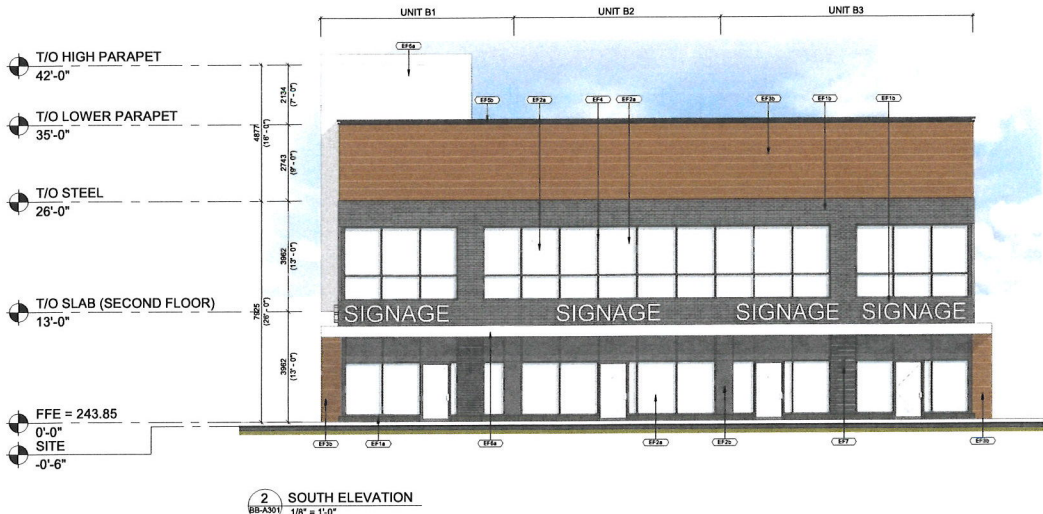 UNIT B1
UNIT B2
UNIT B3
T/O HIGH PARAPET
42'-0"
EF6a
2134
(7'-0")
T/O LOWER PARAPET
35'-0"
EF5b
EF2a
EF4
EF2a
EF3b
EF1b
EF1b
4877
(16'-0")
2743
(9'-0")
T/O STEEL
26'-0"
3962
(13'-0")
T/O SLAB (SECOND FLOOR)
13'-0"
7925
(26'-0")
SIGNAGE
SIGNAGE
SIGNAGE
SIGNAGE
3962
(13'-0")
FFE = 243.85
0'-0"
SITE
-0'-6"
EF3b
EF1a
EF6a
EF2a
EF2b
EF7
EF3b
2
BB-A301
SOUTH ELEVATION
1/8" = 1'-0"